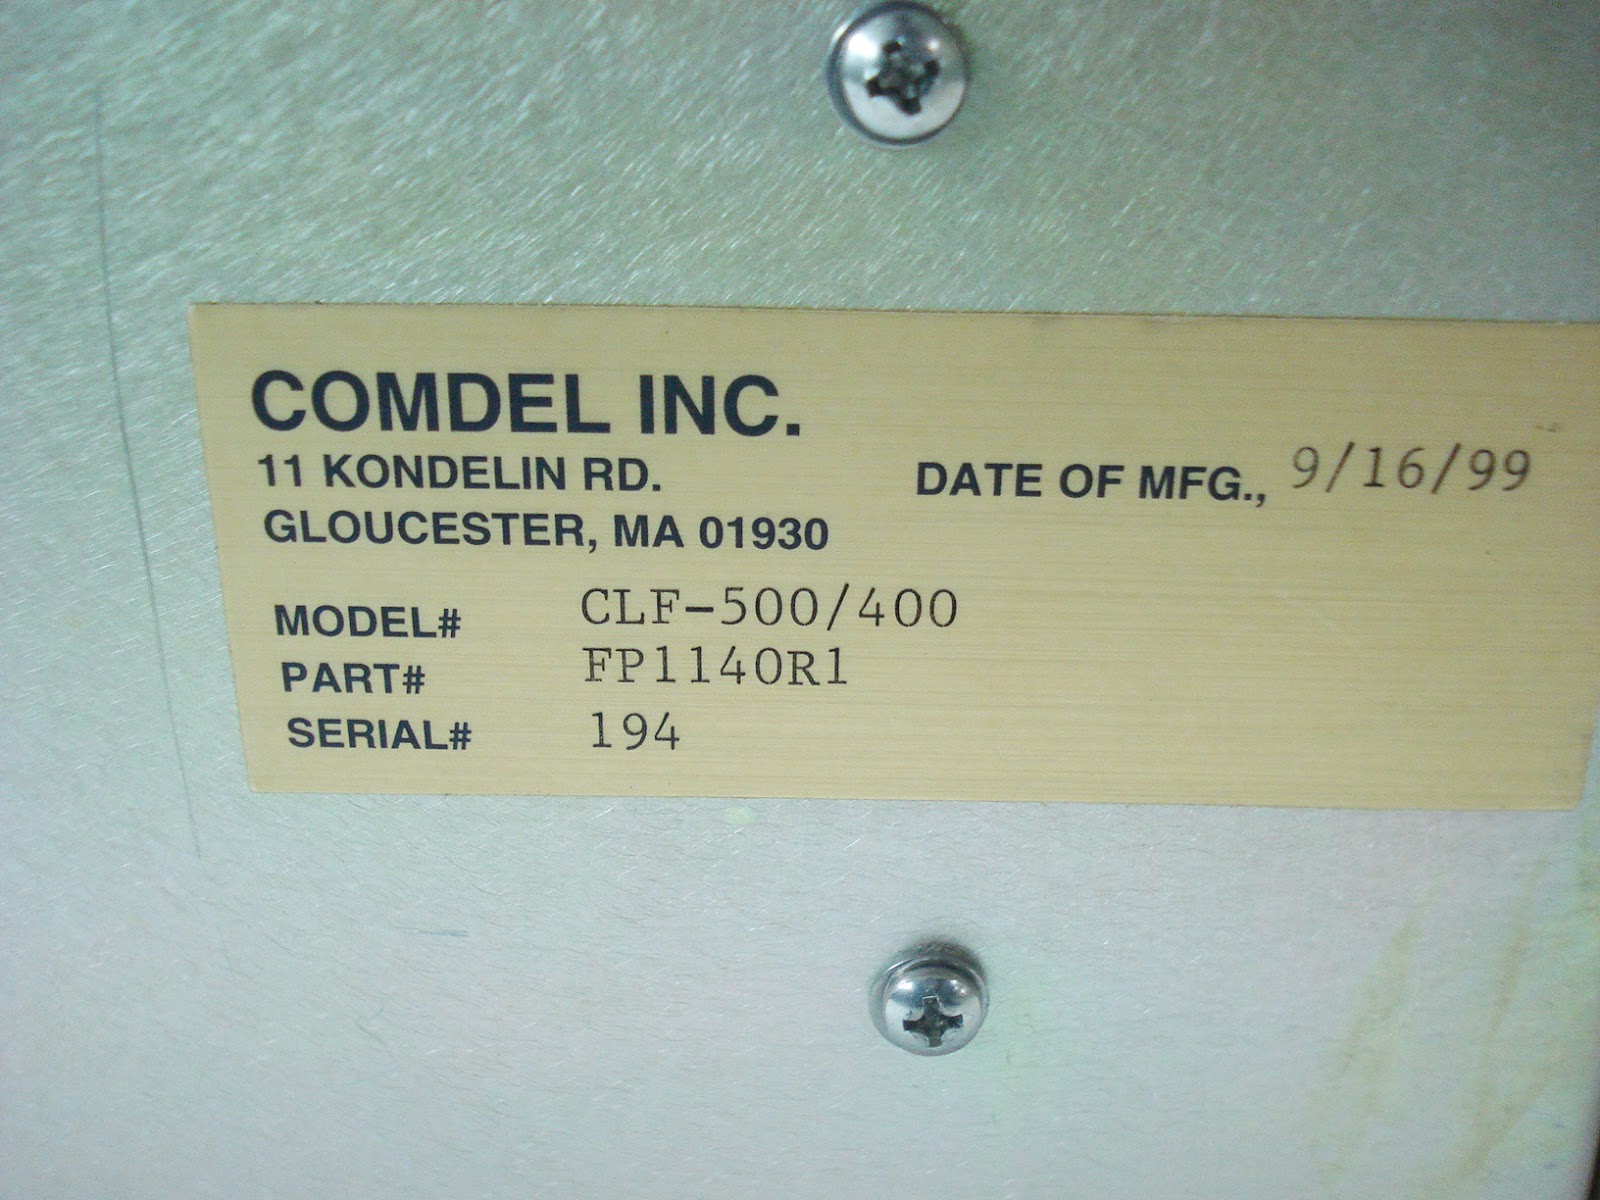 COMDEL INC.
11 KONDELIN RD.
DATE OF MFG., 9/16/99
GLOUCESTER, MA 01930
MODEL# CLF-500/400
PART# FP1140R1
SERIAL# 194